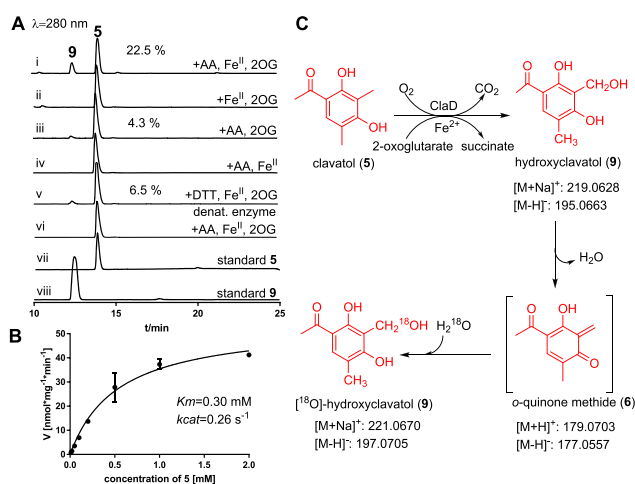 A
λ=280 nm
9
5
22.5 %
i
+AA, Fe^II, 2OG
ii
+Fe^II, 2OG
iii
4.3 %
+AA, 2OG
iv
+AA, Fe^II
v
6.5 %
+DTT, Fe^II, 2OG
denat. enzyme
vi
+AA, Fe^II, 2OG
vii
standard 5
viii
standard 9
10 15 20 25
t/min
B
V [nmol*mg⁻¹*min⁻¹]
50
40
30
20
10
0
Km=0.30 mM
kcat=0.26 s⁻¹
0.0 0.5 1.0 1.5 2.0
concentration of 5 [mM]
C
O
OH
CH₃
OH
CH₃
clavatol (5)
O₂
CO₂
ClaD
Fe²⁺
2-oxoglutarate
succinate
O
OH
CH₂OH
OH
CH₃
hydroxyclavatol (9)
[M+Na]⁺: 219.0628
[M-H]⁻: 195.0663
H₂O
O
OH
O
o-quinone methide (6)
[M+H]⁺: 179.0703
[M-H]⁻: 177.0557
H₂¹⁸O
O
OH
CH₂¹⁸OH
OH
CH₃
[¹⁸O]-hydroxyclavatol (9)
[M+Na]⁺: 221.0670
[M-H]⁻: 197.0705